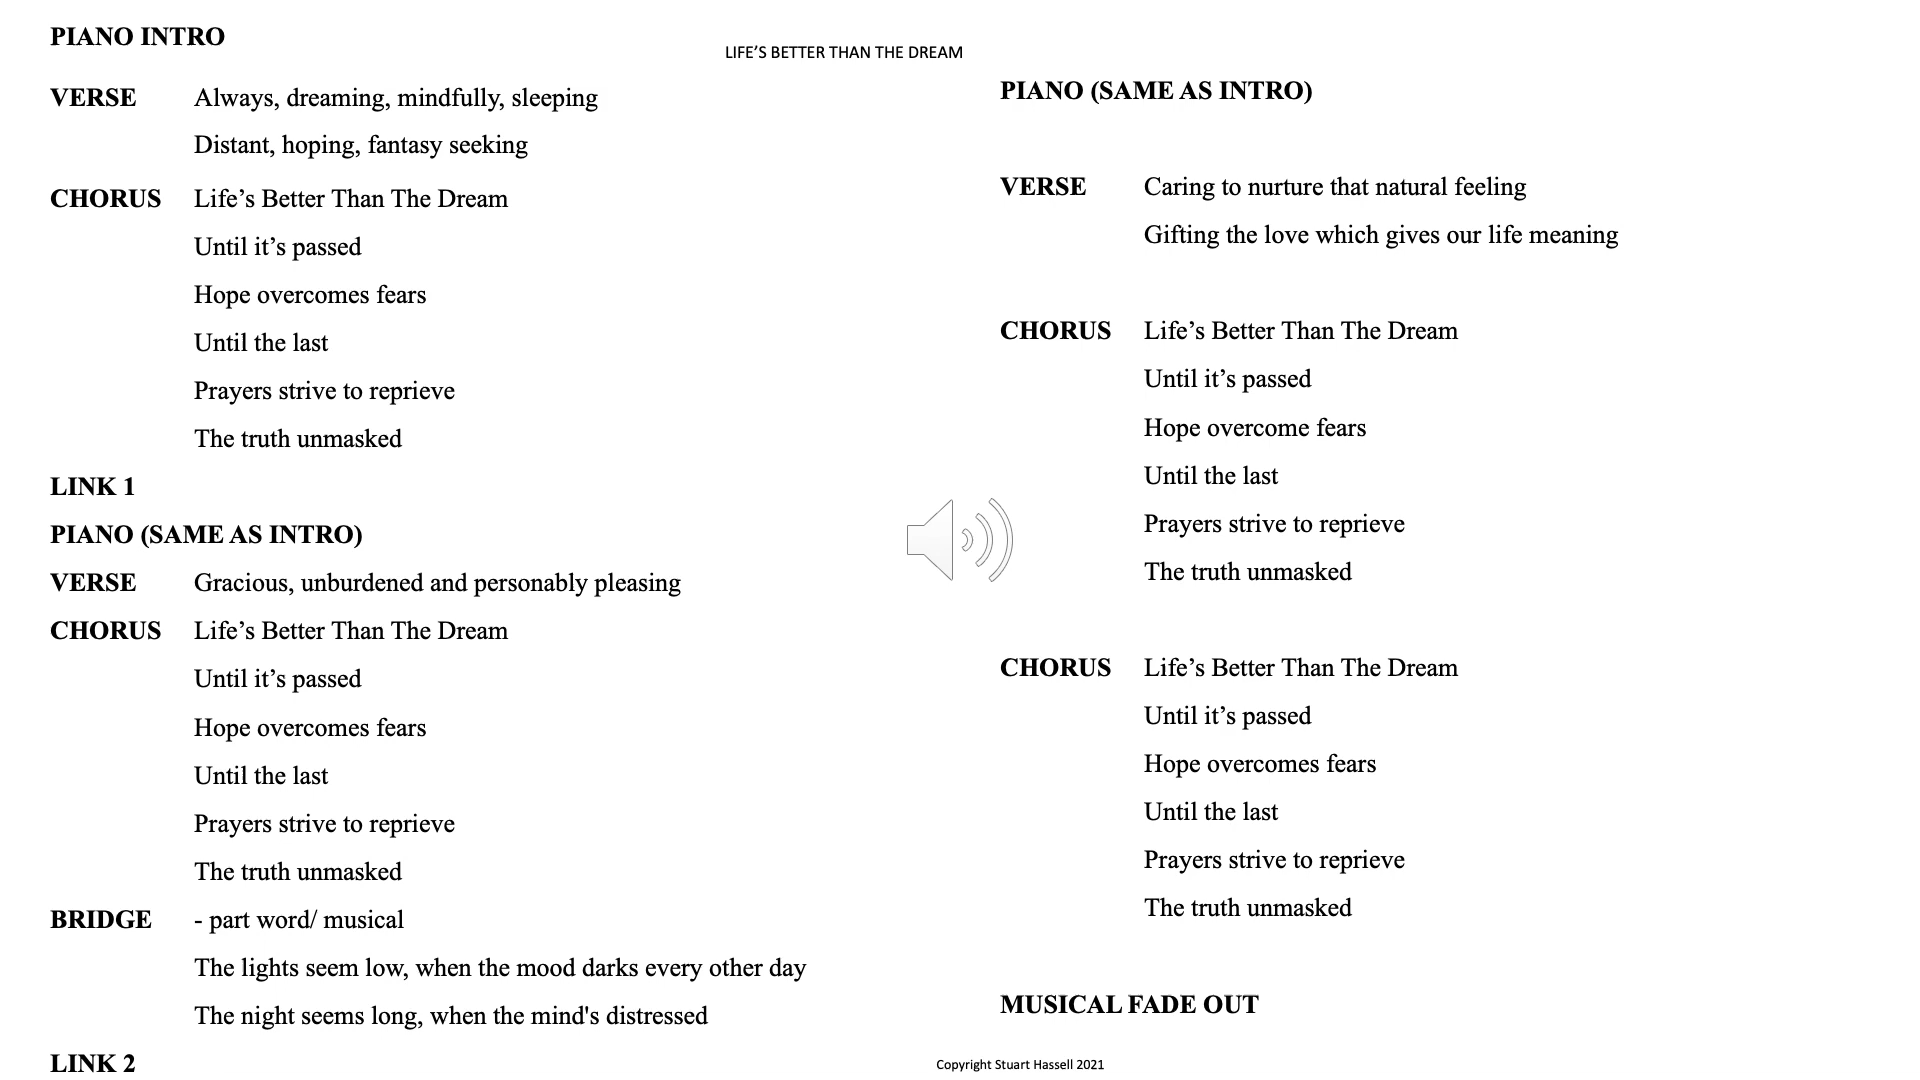 LIFE’S BETTER THAN THE DREAM
PIANO INTRO
VERSE Always, dreaming, mindfully, sleeping
Distant, hoping, fantasy seeking
CHORUS Life’s Better Than The Dream
Until it’s passed
Hope overcomes fears
Until the last
Prayers strive to reprieve
The truth unmasked
LINK 1
PIANO (SAME AS INTRO)
VERSE Gracious, unburdened and personably pleasing
CHORUS Life’s Better Than The Dream
Until it’s passed
Hope overcomes fears
Until the last
Prayers strive to reprieve
The truth unmasked
BRIDGE - part word/ musical
The lights seem low, when the mood darks every other day
The night seems long, when the mind's distressed
LINK 2
PIANO (SAME AS INTRO)
VERSE Caring to nurture that natural feeling
Gifting the love which gives our life meaning
CHORUS Life’s Better Than The Dream
Until it’s passed
Hope overcome fears
Until the last
Prayers strive to reprieve
The truth unmasked
CHORUS Life’s Better Than The Dream
Until it’s passed
Hope overcomes fears
Until the last
Prayers strive to reprieve
The truth unmasked
MUSICAL FADE OUT
Copyright Stuart Hassell 2021